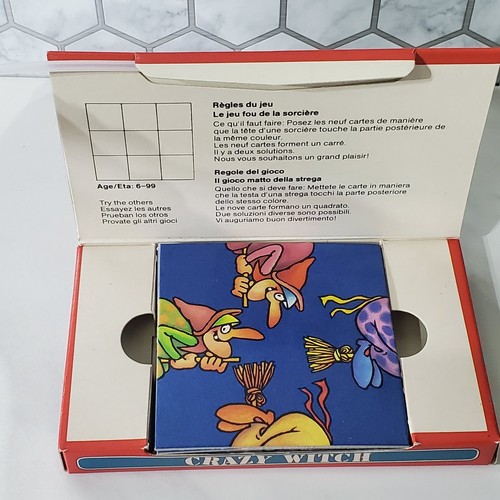 Règles du jeu
Le jeu fou de la sorcière
Ce qu'il faut faire: Posez les neuf cartes de manière
que la tête d'une sorcière touche la partie postérieure de
la même couleur.
Les neuf cartes forment un carré.
Il y a deux solutions.
Nous vous souhaitons un grand plaisir!
Regole del gioco
Il gioco matto della strega
Quello che si deve fare: Mettete le carte in maniera
che la testa d'una strega tocchi la parte posteriore
dello stesso colore.
Le nove carte formano un quadrato.
Due soluzioni diverse sono possibili.
Vi auguriamo buon divertimento!
Age/Eta: 6–99
Try the others
Essayez les autres
Prueban los otros
Provate gli altri gioci
CRAZY WITCH